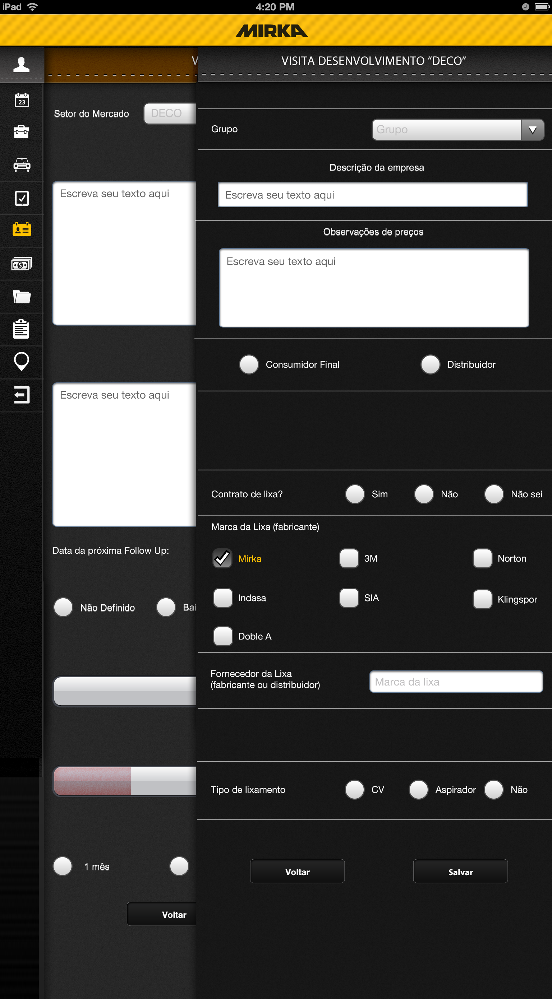 iPad
4:20 PM
MIRKA
V
VISITA DESENVOLVIMENTO “DECO”
23
Setor do Mercado
DECO
Grupo
Grupo
Descrição da empresa
Escreva seu texto aqui
Escreva seu texto aqui
Observações de preços
Escreva seu texto aqui
Consumidor Final
Distribuidor
Escreva seu texto aqui
Contrato de lixa?
Sim
Não
Não sei
Marca da Lixa (fabricante)
Data da próxima Follow Up:
Mirka
3M
Norton
Indasa
SIA
Klingspor
Não Definido
Bai
Doble A
Fornecedor da Lixa
(fabricante ou distribuidor)
Marca da lixa
Tipo de lixamento
CV
Aspirador
Não
1 mês
Voltar
Salvar
Voltar